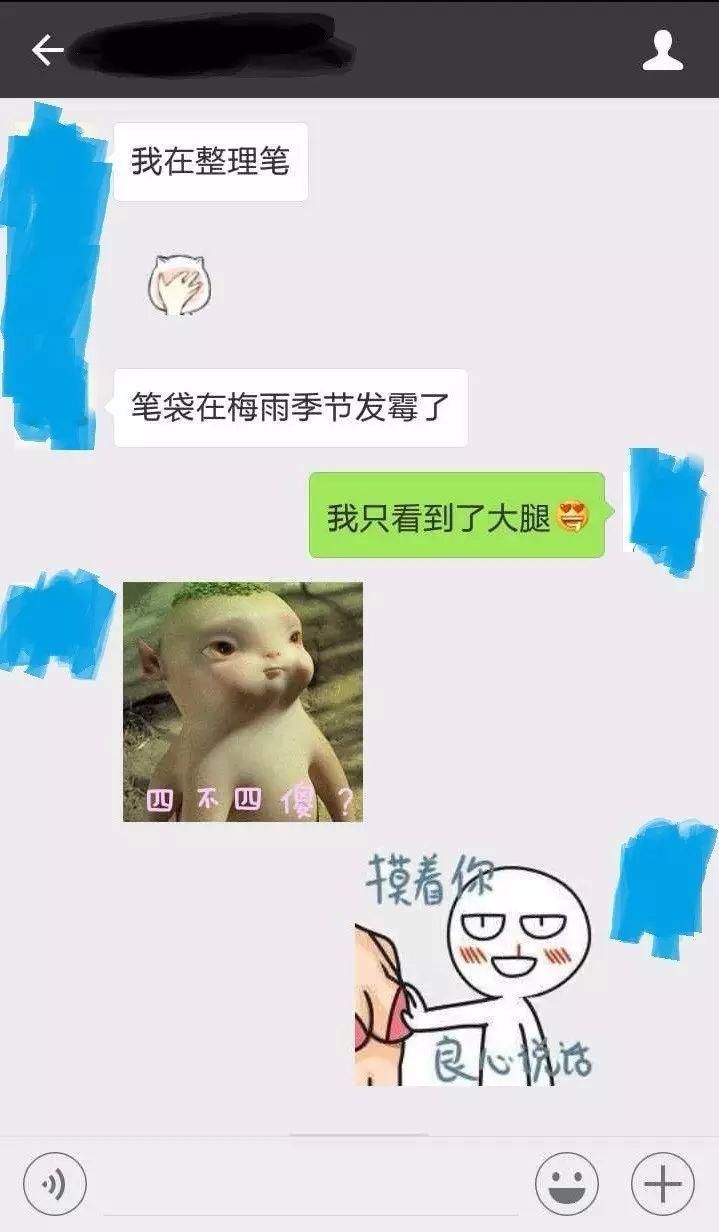 我在整理笔
笔袋在梅雨季节发霉了
我只看到了大腿
四不四傻?
摸着你
良心说话